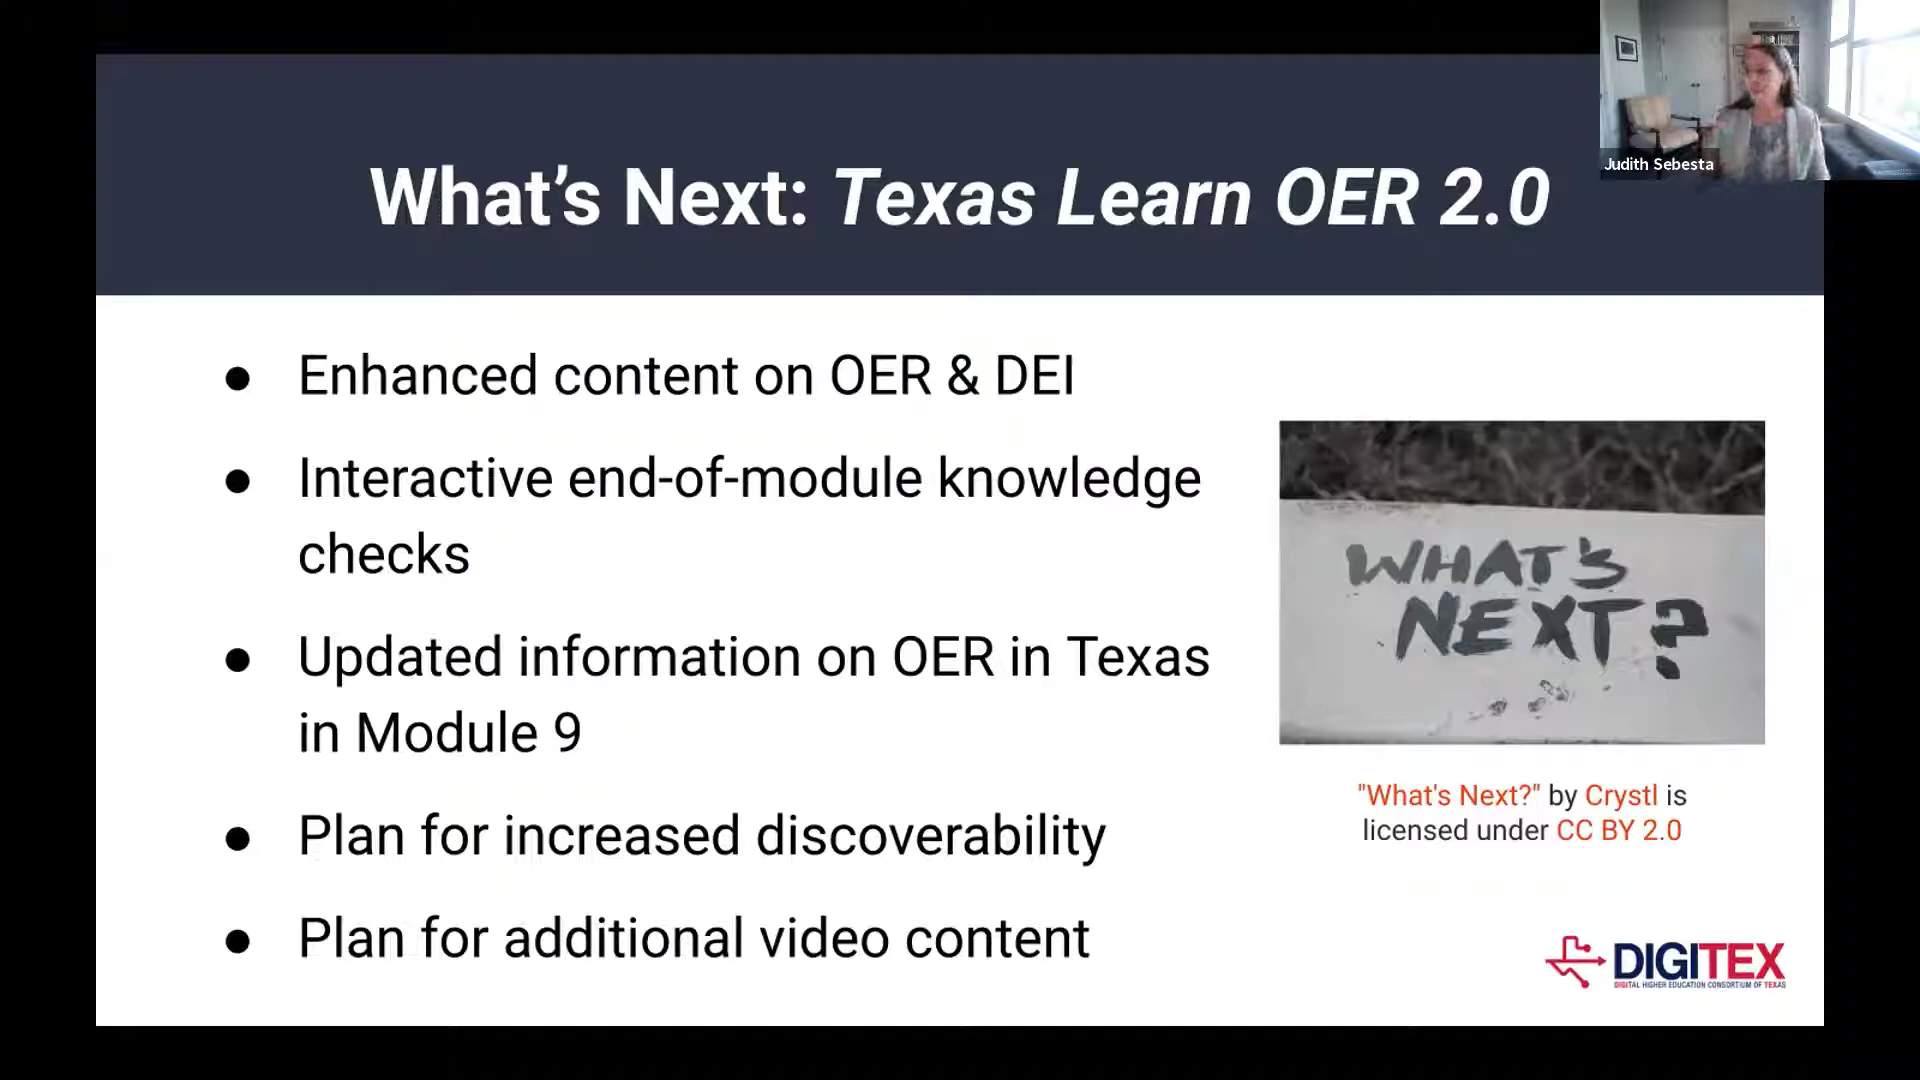 Judith Sebesta
What’s Next: Texas Learn OER 2.0
● Enhanced content on OER & DEI
● Interactive end-of-module knowledge
checks
● Updated information on OER in Texas
in Module 9
● Plan for increased discoverability
● Plan for additional video content
WHAT'S
NEXT?
"What's Next?" by Crystl is
licensed under CC BY 2.0
DIGITEX
DIGITAL HIGHER EDUCATION CONSORTIUM OF TEXAS